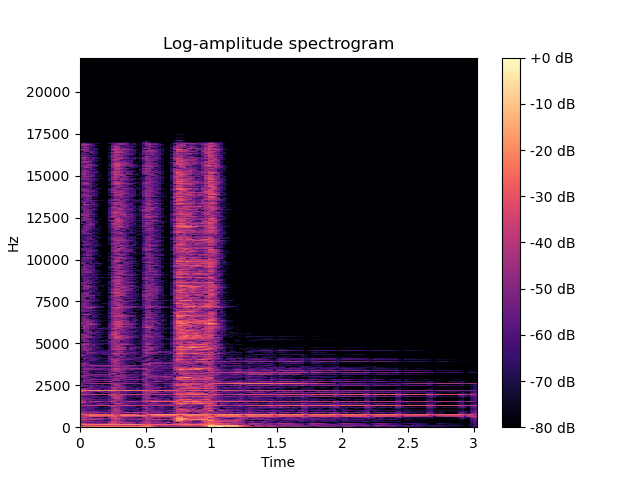 Log-amplitude spectrogram
Hz
20000
17500
15000
12500
10000
7500
5000
2500
0
0 0.5 1 1.5 2 2.5 3
Time
+0 dB
-10 dB
-20 dB
-30 dB
-40 dB
-50 dB
-60 dB
-70 dB
-80 dB